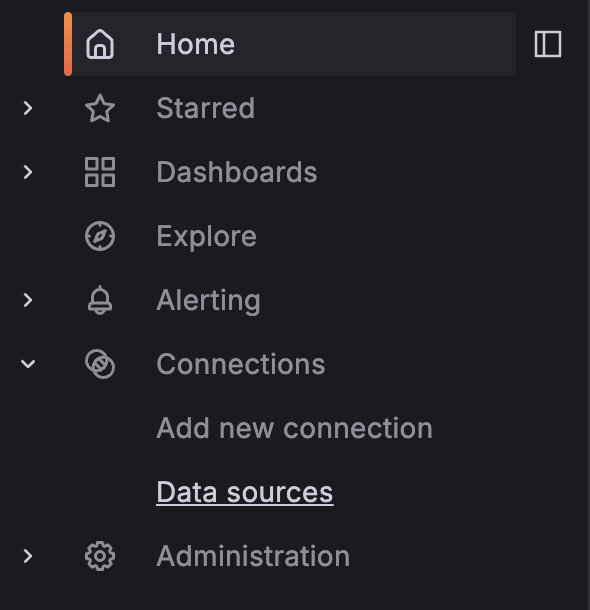 Home
Starred
Dashboards
Explore
Alerting
Connections
Add new connection
Data sources
Administration